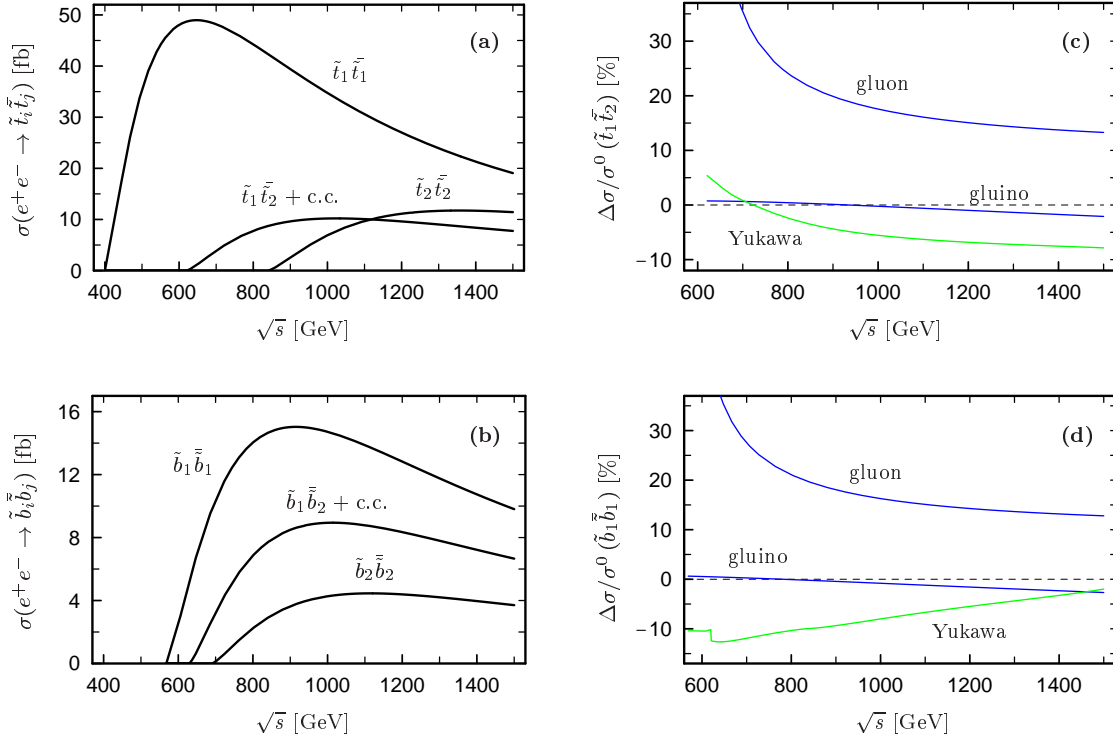 σ(e⁺e⁻ → t̃ᵢt̃̄ⱼ) [fb]
50
40
30
20
10
0
(a)
t̃₁t̃̄₁
t̃₁t̃̄₂ + c.c.
t̃₂t̃̄₂
400 600 800 1000 1200 1400
√s [GeV]
Δσ/σ⁰ (t̃₁t̃̄₂) [%]
30
20
10
0
−10
(c)
gluon
gluino
Yukawa
600 800 1000 1200 1400
√s [GeV]
σ(e⁺e⁻ → b̃ᵢb̃̄ⱼ) [fb]
16
12
8
4
0
(b)
b̃₁b̃̄₁
b̃₁b̃̄₂ + c.c.
b̃₂b̃̄₂
400 600 800 1000 1200 1400
√s [GeV]
Δσ/σ⁰ (b̃₁b̃̄₁) [%]
30
20
10
0
−10
(d)
gluon
gluino
Yukawa
600 800 1000 1200 1400
√s [GeV]